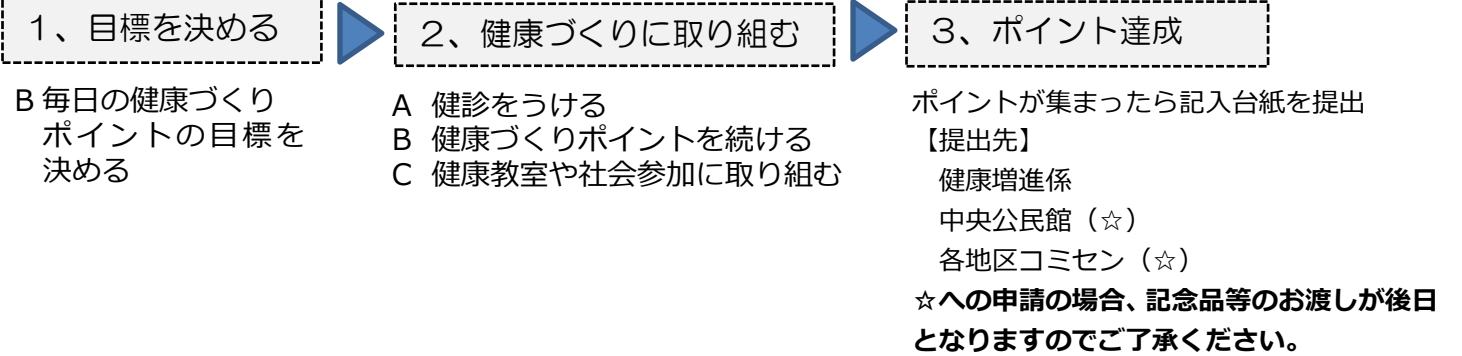 １、目標を決める
B 毎日の健康づくり
ポイントの目標を
決める
２、健康づくりに取り組む
A 健診をうける
B 健康づくりポイントを続ける
C 健康教室や社会参加に取り組む
３、ポイント達成
ポイントが集まったら記入台紙を提出
【提出先】
健康増進係
中央公民館（☆）
各地区コミセン（☆）
☆への申請の場合、記念品等のお渡しが後日
となりますのでご了承ください。